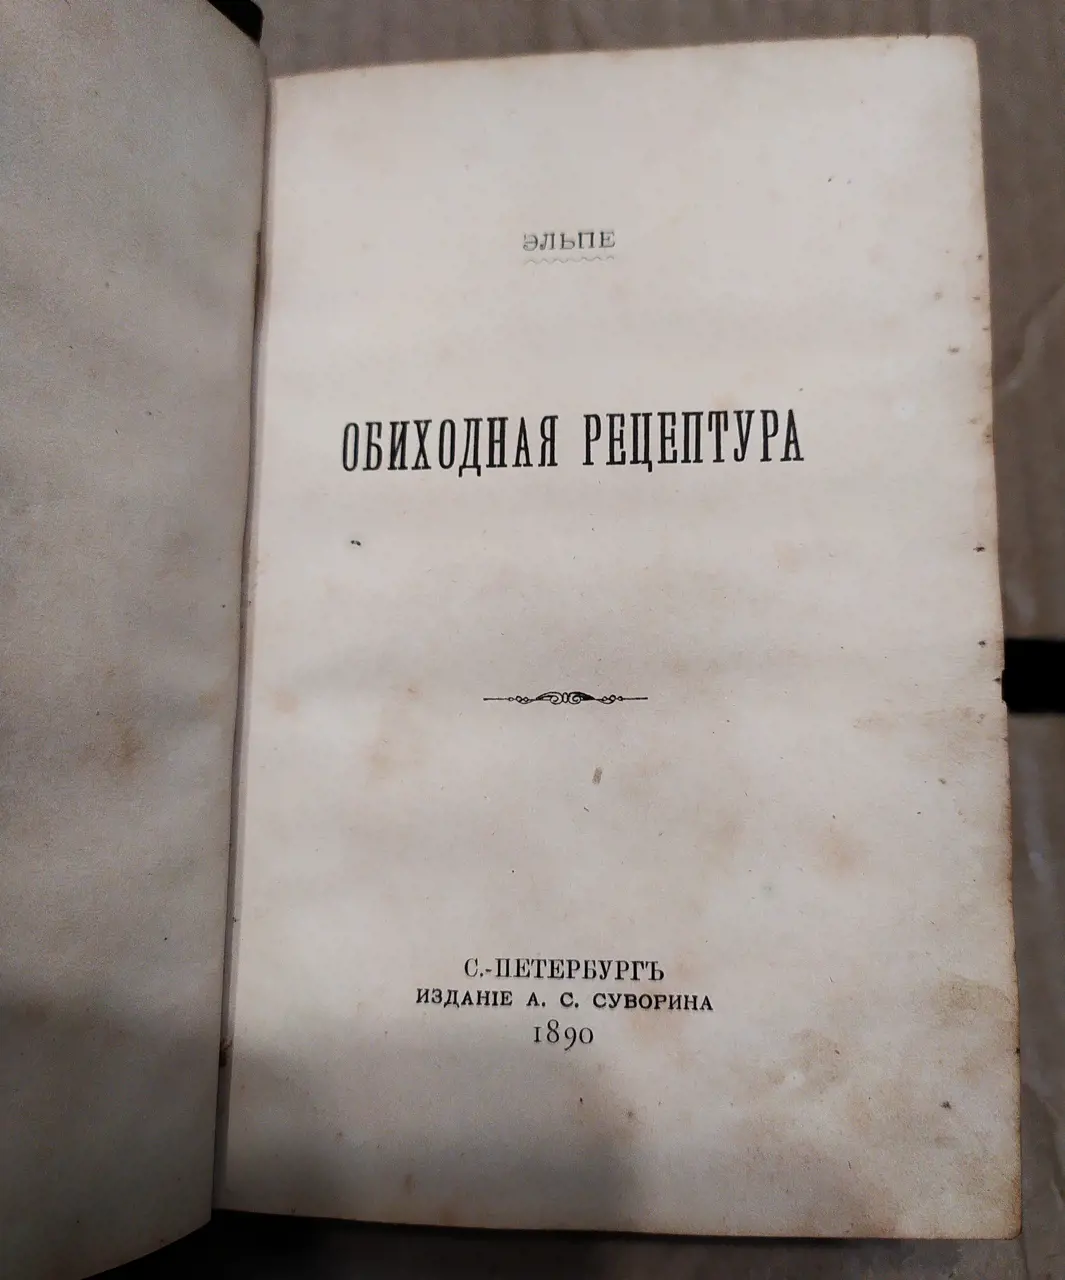 ЭЛЬПЕ
ОБИХОДНАЯ РЕЦЕПТУРА
С.-ПЕТЕРБУРГЪ
ИЗДАНІЕ А. С. СУВОРИНА
1890